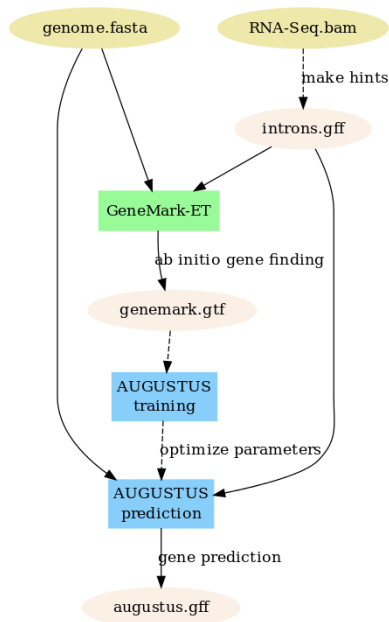 genome.fasta
RNA-Seq.bam
make hints
introns.gff
GeneMark-ET
ab initio gene finding
genemark.gtf
AUGUSTUS
training
optimize parameters
AUGUSTUS
prediction
gene prediction
augustus.gff